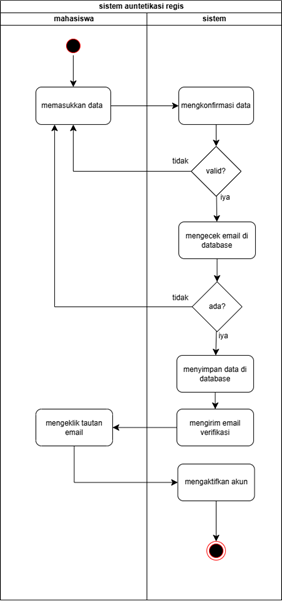 sistem auntetikasi regis
mahasiswa
sistem
memasukkan data
mengkonfirmasi data
tidak
valid?
iya
mengecek email di
database
tidak
ada?
iya
menyimpan data di
database
mengeklik tautan
email
mengirim email
verifikasi
mengaktifkan akun